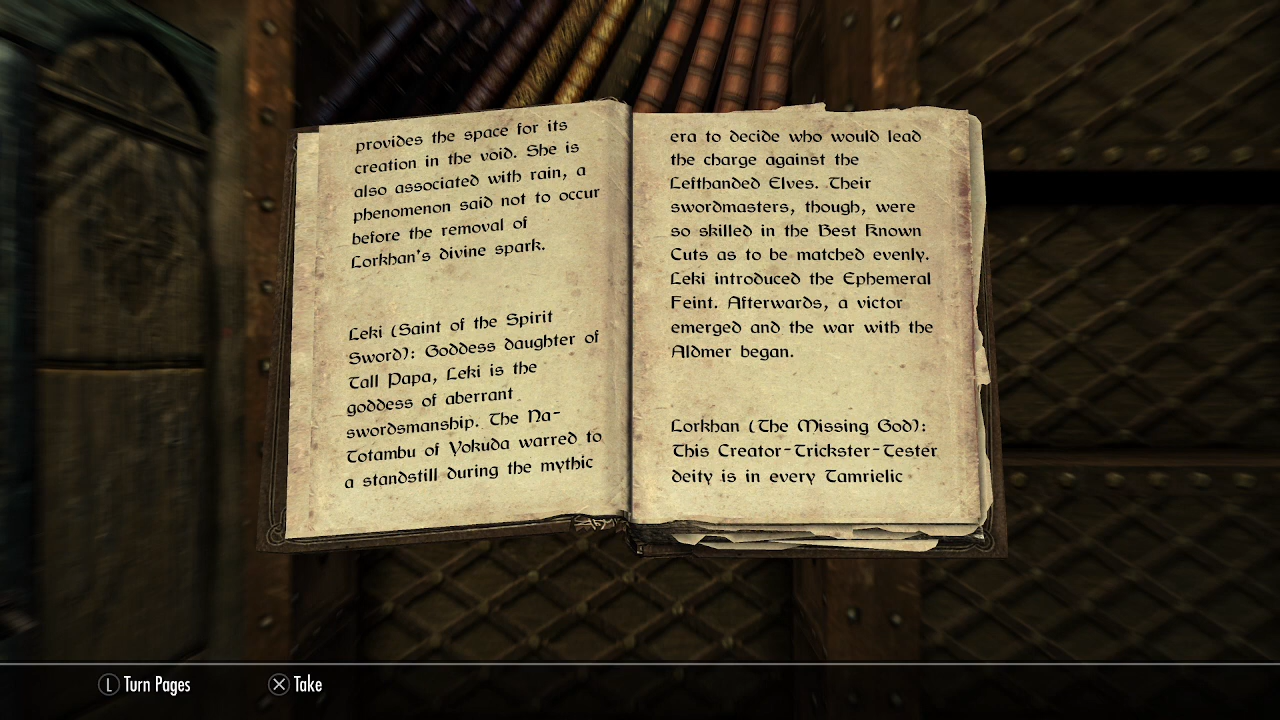 provides the space for its
creation in the void. She is
also associated with rain, a
phenomenon said not to occur
before the removal of
Lorkhan's divine spark.
Leki (Saint of the Spirit
Sword): Goddess daughter of
Tall Papa, Leki is the
goddess of aberrant
swordsmanship. The Na-
Totambu of Yokuda warred to
a standstill during the mythic
era to decide who would lead
the charge against the
Lefthanded Elves. Their
swordmasters, though, were
so skilled in the Best Known
Cuts as to be matched evenly.
Leki introduced the Ephemeral
Feint. Afterwards, a victor
emerged and the war with the
Aldmer began.
Lorkhan (The Missing God):
This Creator-Trickster-Tester
deity is in every Tamrielic
L Turn Pages
X Take